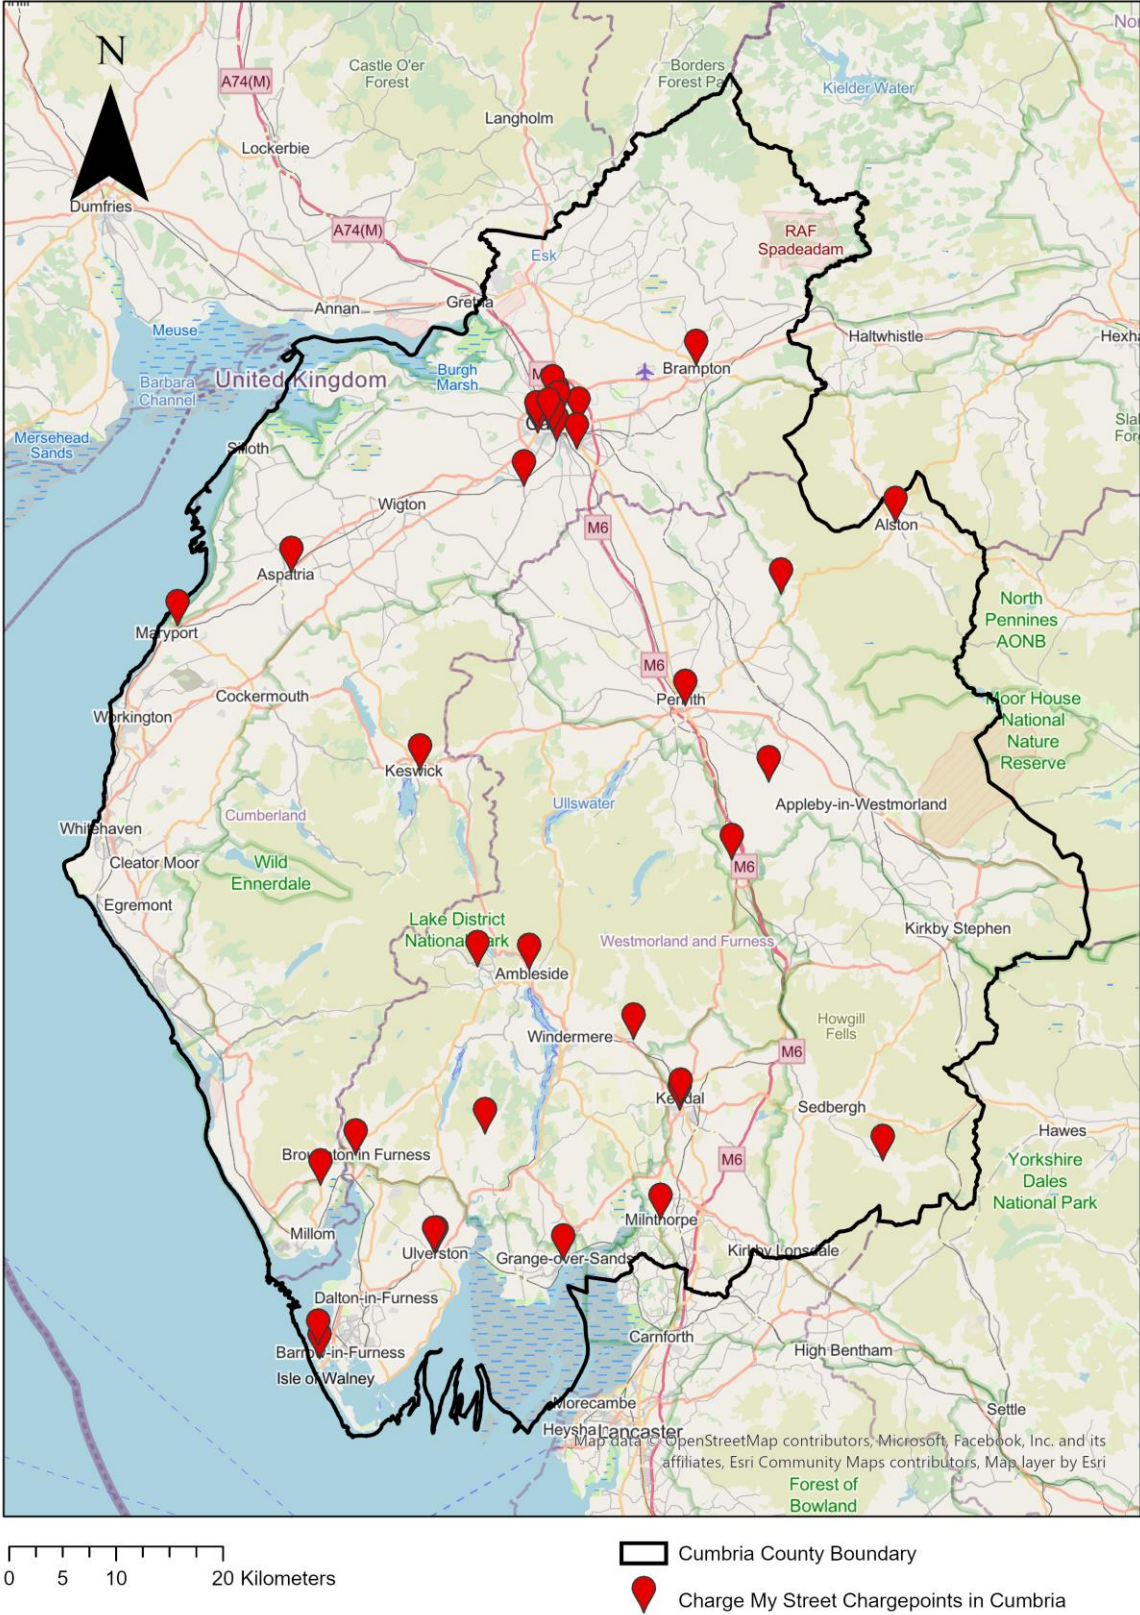 N
Castle O'er
Forest
Borders
Forest Park
Kielder Water
A74(M)
Langholm
Lockerbie
Dumfries
A74(M)
RAF
Spadeadam
Esk
Annan
Gretna
Meuse
Haltwhistle
Barbara
Channel
United Kingdom
Burgh
Marsh
Brampton
Mersehead
Sands
Silloth
Wigton
M6
Alston
Aspatria
North
Pennines
AONB
Maryport
M6
Cockermouth
Penrith
Workington
Moor House
National
Nature
Reserve
Keswick
Ullswater
Appleby-in-Westmorland
Cumberland
Whitehaven
Cleator Moor
Wild
Ennerdale
M6
Egremont
Lake District
National Park
Westmorland and Furness
Kirkby Stephen
Ambleside
Windermere
Howgill
Fells
M6
Kendal
Sedbergh
Hawes
Broughton in Furness
M6
Yorkshire
Dales
National Park
Millom
Milnthorpe
Ulverston
Grange-over-Sands
Kirkby Lonsdale
Dalton-in-Furness
Carnforth
Barrow-in-Furness
High Bentham
Isle of Walney
Morecambe
Settle
Heysham
Lancaster
Map data © OpenStreetMap contributors, Microsoft, Facebook, Inc. and its
affiliates, Esri Community Maps contributors, Map layer by Esri
Forest of
Bowland
0 5 10 20 Kilometers
Cumbria County Boundary
Charge My Street Chargepoints in Cumbria